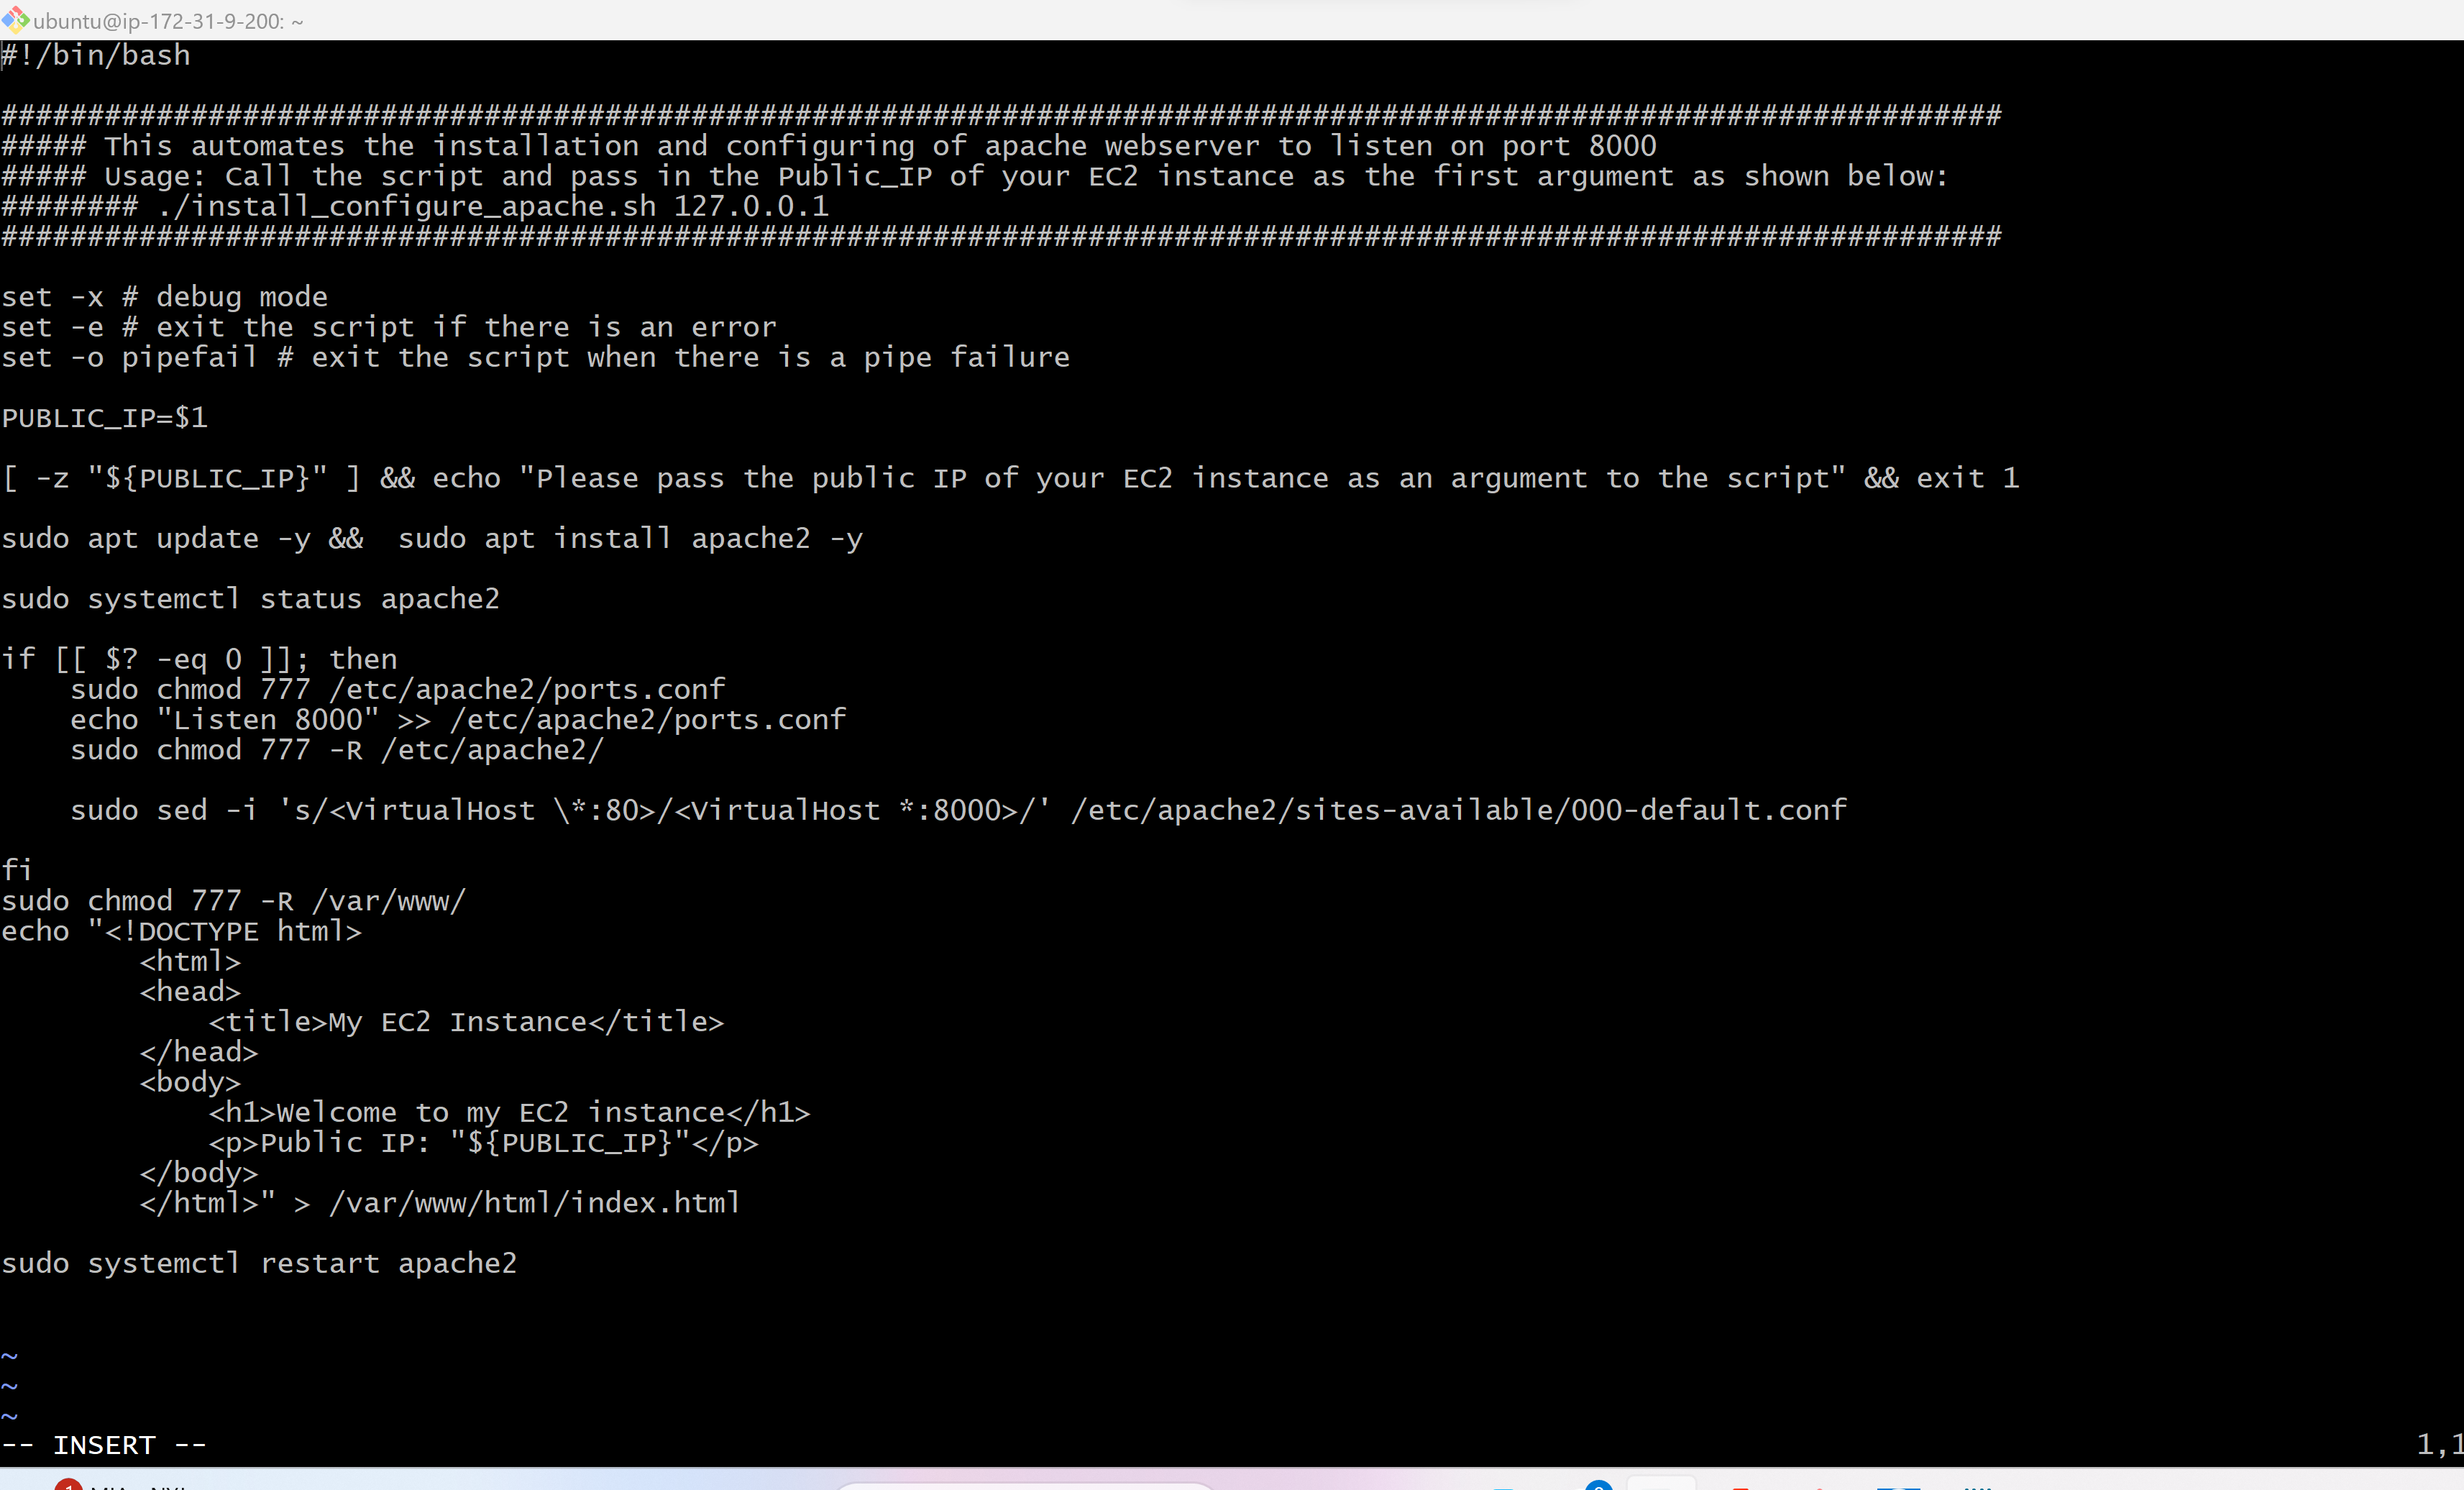 ubuntu@ip-172-31-9-200: ~
#!/bin/bash
####################################################################################################################
##### This automates the installation and configuring of apache webserver to listen on port 8000
##### Usage: Call the script and pass in the Public_IP of your EC2 instance as the first argument as shown below:
######## ./install_configure_apache.sh 127.0.0.1
####################################################################################################################
set -x # debug mode
set -e # exit the script if there is an error
set -o pipefail # exit the script when there is a pipe failure
PUBLIC_IP=$1
[ -z "${PUBLIC_IP}" ] && echo "Please pass the public IP of your EC2 instance as an argument to the script" && exit 1
sudo apt update -y &&  sudo apt install apache2 -y
sudo systemctl status apache2
if [[ $? -eq 0 ]]; then
    sudo chmod 777 /etc/apache2/ports.conf
    echo "Listen 8000" >> /etc/apache2/ports.conf
    sudo chmod 777 -R /etc/apache2/
    sudo sed -i 's/<VirtualHost \*:80>/<VirtualHost *:8000>/' /etc/apache2/sites-available/000-default.conf
fi
sudo chmod 777 -R /var/www/
echo "<!DOCTYPE html>
        <html>
        <head>
            <title>My EC2 Instance</title>
        </head>
        <body>
            <h1>Welcome to my EC2 instance</h1>
            <p>Public IP: "${PUBLIC_IP}"</p>
        </body>
        </html>" > /var/www/html/index.html
sudo systemctl restart apache2
~
~
~
-- INSERT -- 1,1